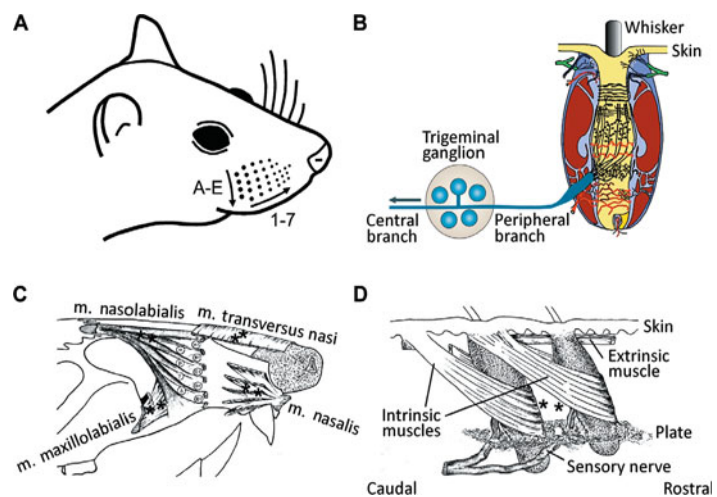 A
A-E
1-7
B
Whisker
Skin
Trigeminal
ganglion
Central
branch
Peripheral
branch
C
m. nasolabialis
m. transversus nasi
m. maxillolabialis
m. nasalis
**
**
**
**
D
Skin
Extrinsic
muscle
Intrinsic
muscles
**
Plate
Sensory nerve
Caudal
Rostral